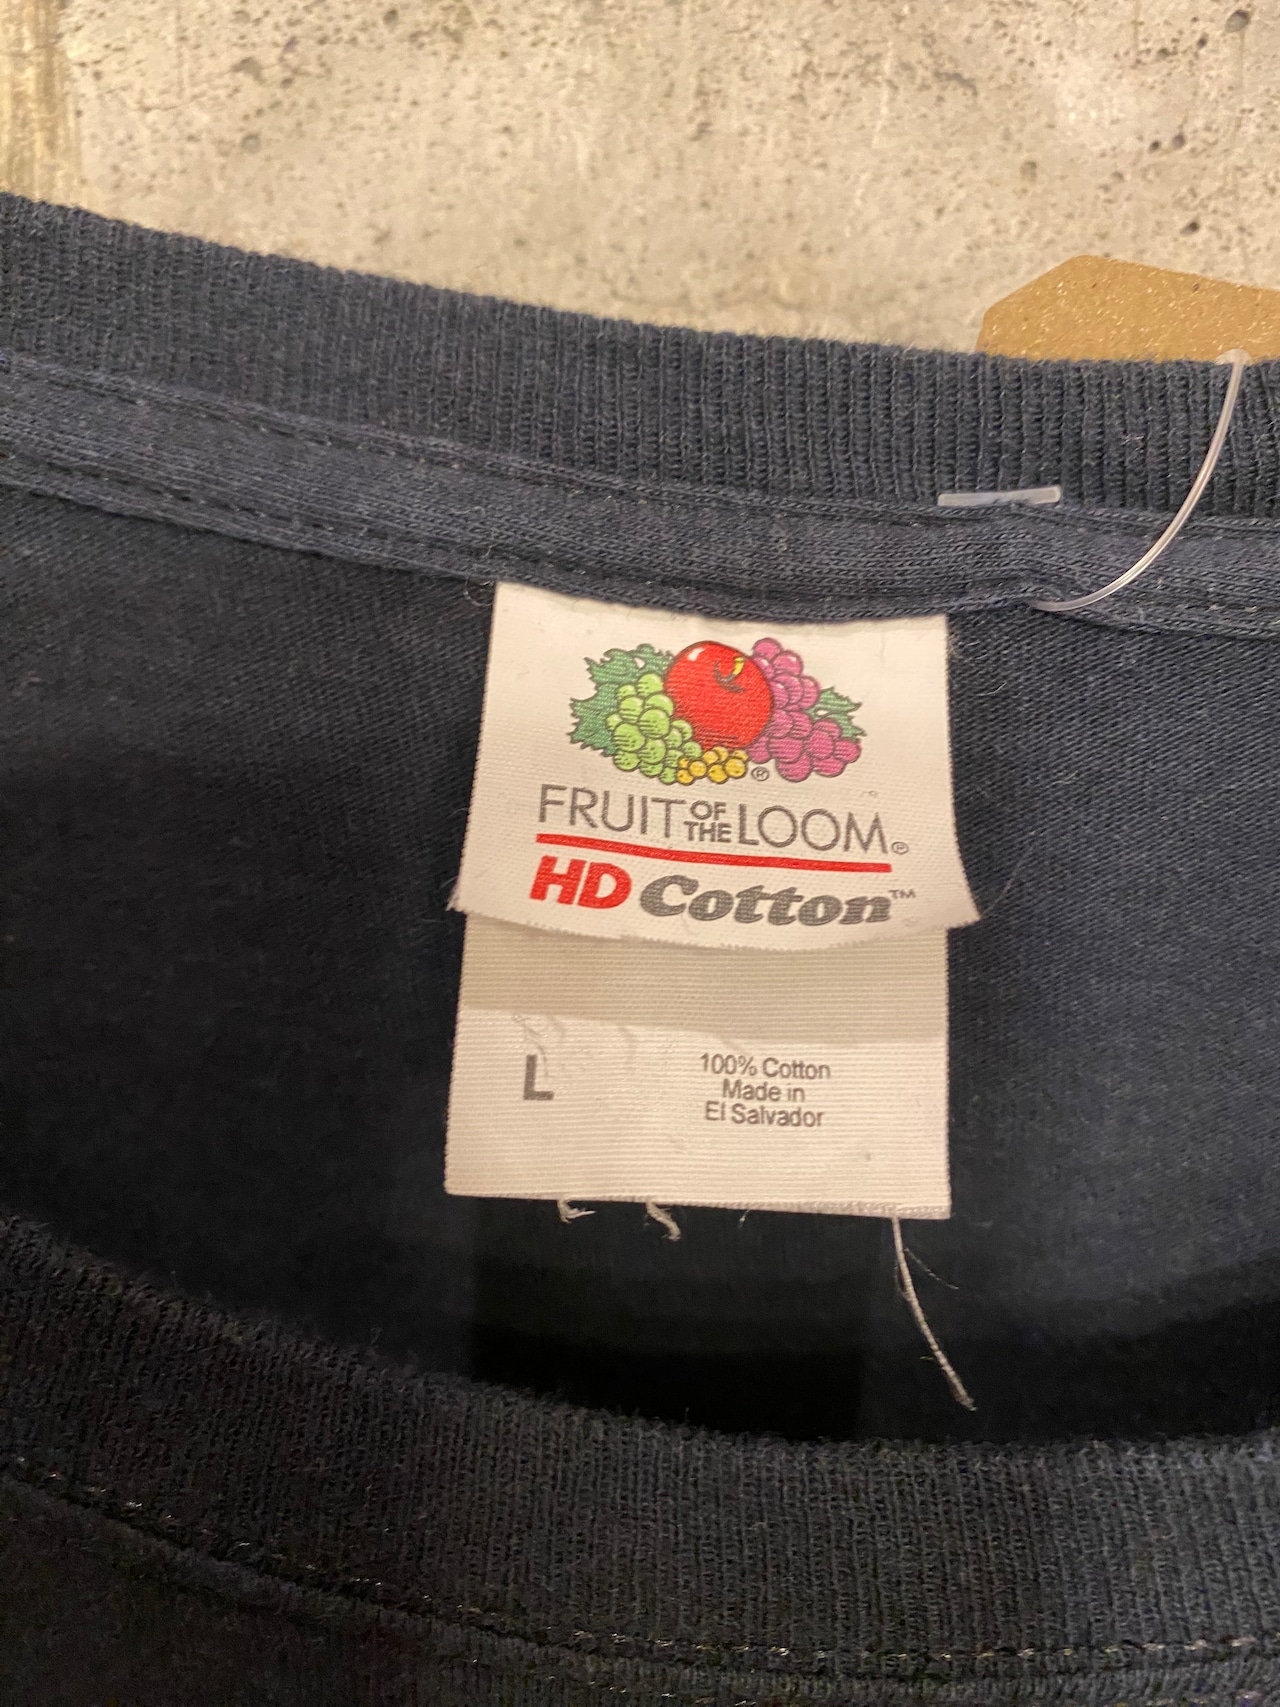 ®
FRUIT OF THE LOOM®
HD Cotton™
L
100% Cotton
Made in
El Salvador